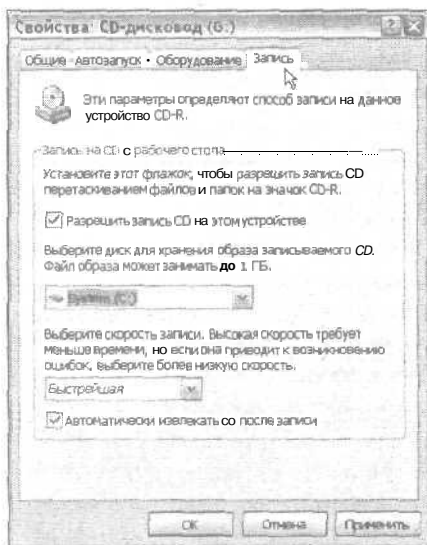 Свойства: CD-дисковод (G:)
Общие Автозапуск Оборудование Запись
Эти параметры определяют способ записи на данное
устройство CD-R.
Запись на CD с рабочего стола
Установите этот флажок, чтобы разрешить запись CD
перетаскиванием файлов и папок на значок CD-R.
Разрешить запись CD на этом устройстве
Выберите диск для хранения образа записываемого CD.
Файл образа может занимать до 1 ГБ.
System (C:)
Выберите скорость записи. Высокая скорость требует
меньше времени, но если она приводит к возникновению
ошибок, выберите более низкую скорость.
Быстрейшая
Автоматически извлекать CD после записи
OK Отмена Применить